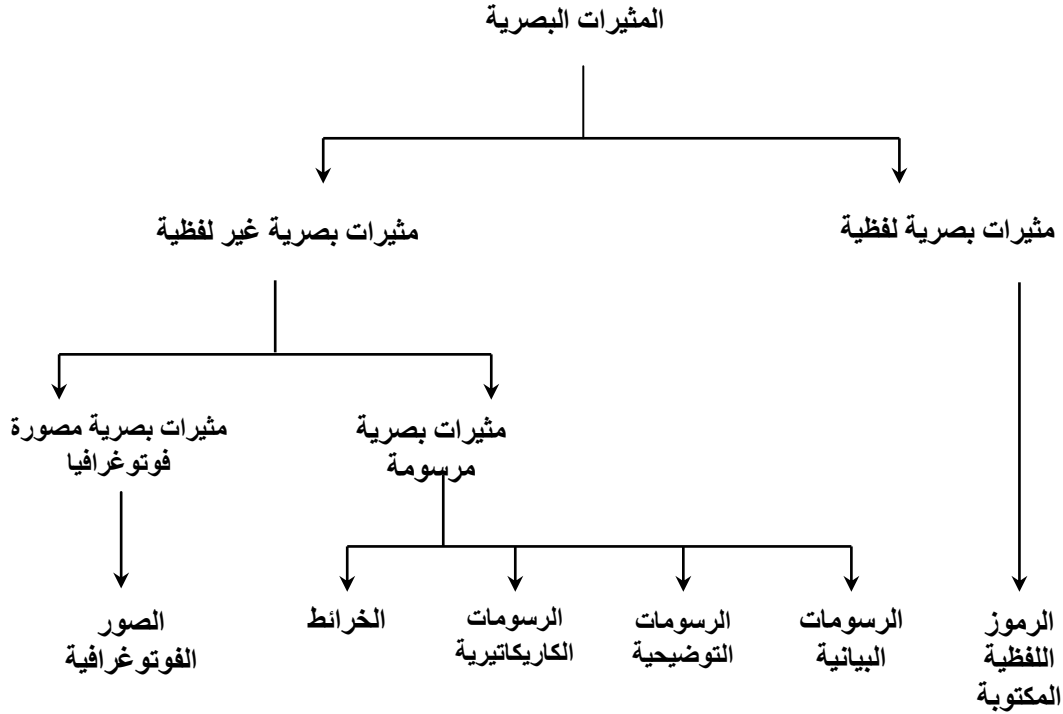 المثيرات البصرية
مثيرات بصرية لفظية
مثيرات بصرية غير لفظية
مثيرات بصرية
مرسومة
مثيرات بصرية مصورة
فوتوغرافيا
الرموز
اللفظية
المكتوبة
الرسومات
البيانية
الرسومات
التوضيحية
الرسومات
الكاريكاتيرية
الخرائط
الصور
الفوتوغرافية